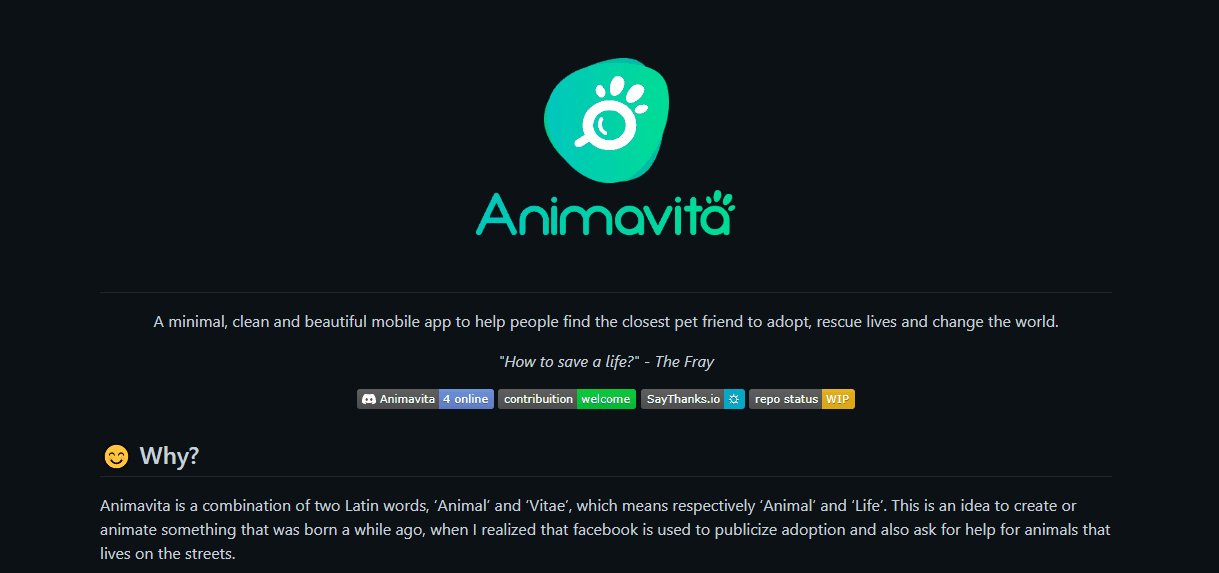 Animavita
A minimal, clean and beautiful mobile app to help people find the closest pet friend to adopt, rescue lives and change the world.
"How to save a life?" - The Fray
Animavita 4 online contribuition welcome SayThanks.io repo status WIP
Why?
Animavita is a combination of two Latin words, ‘Animal’ and ‘Vitae’, which means respectively ‘Animal’ and ‘Life’. This is an idea to create or
animate something that was born a while ago, when I realized that facebook is used to publicize adoption and also ask for help for animals that
lives on the streets.